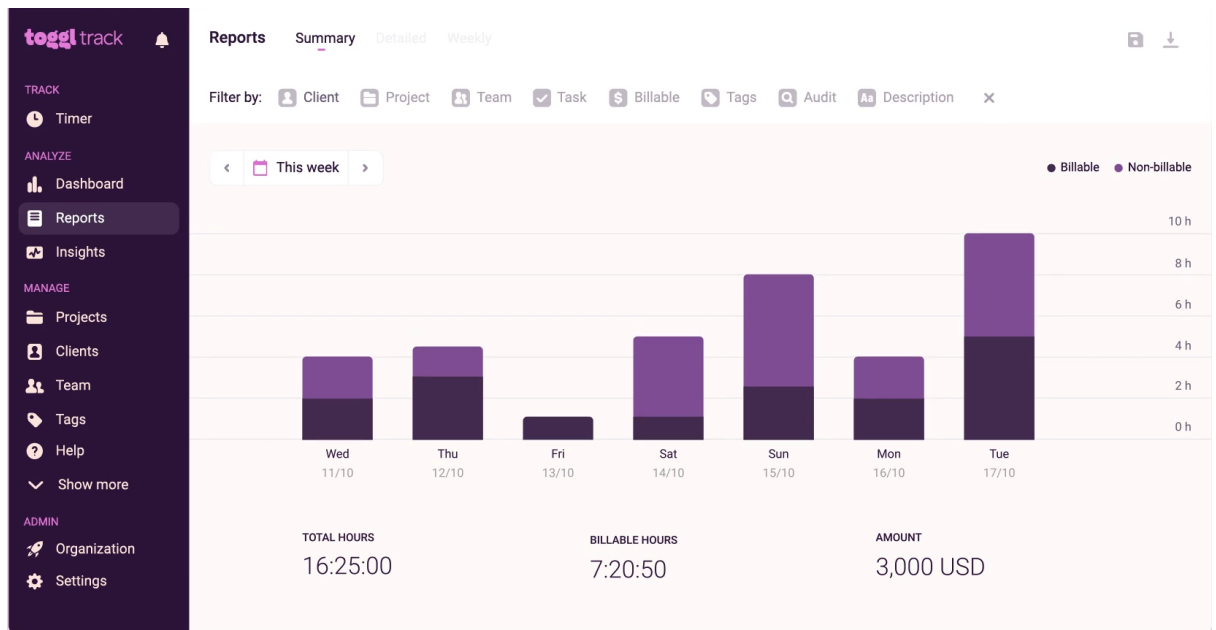 toggl track
TRACK
Timer
ANALYZE
Dashboard
Reports
Insights
MANAGE
Projects
Clients
Team
Tags
Help
Show more
ADMIN
Organization
Settings
Reports Summary Detailed Weekly
Filter by: Client Project Team Task $ Billable Tags Audit Aa Description
This week
Billable Non-billable
10 h
8 h
6 h
4 h
2 h
0 h
Wed Thu Fri Sat Sun Mon Tue
11/10 12/10 13/10 14/10 15/10 16/10 17/10
TOTAL HOURS BILLABLE HOURS AMOUNT
16:25:00 7:20:50 3,000 USD